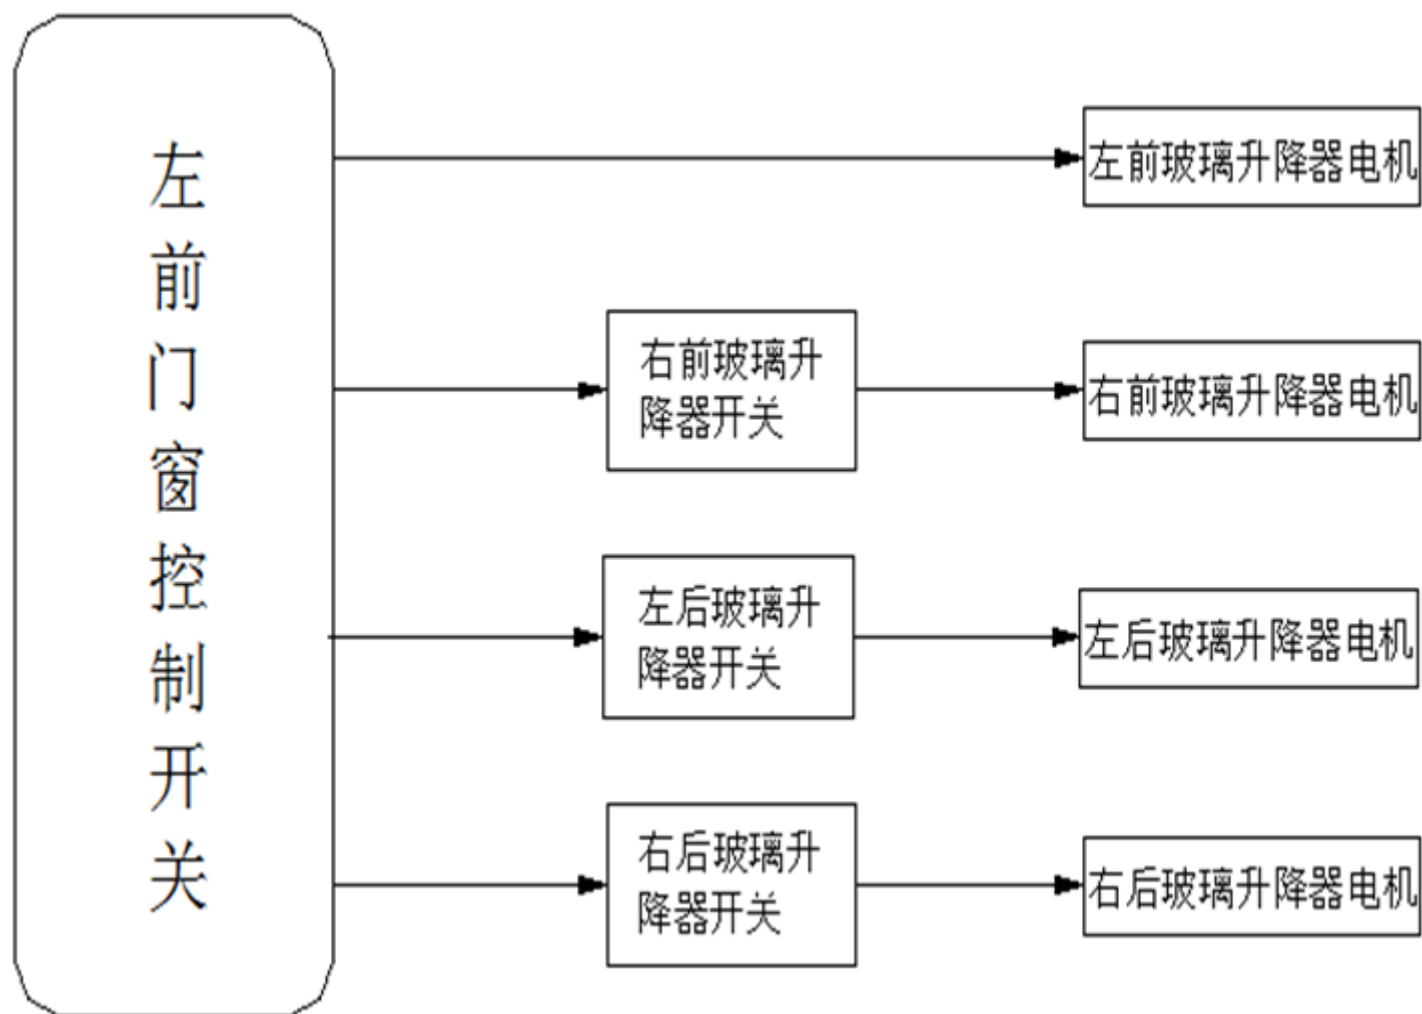 左前门窗控制开关
左前玻璃升降器电机
右前玻璃升
降器开关
右前玻璃升降器电机
左后玻璃升
降器开关
左后玻璃升降器电机
右后玻璃升
降器开关
右后玻璃升降器电机